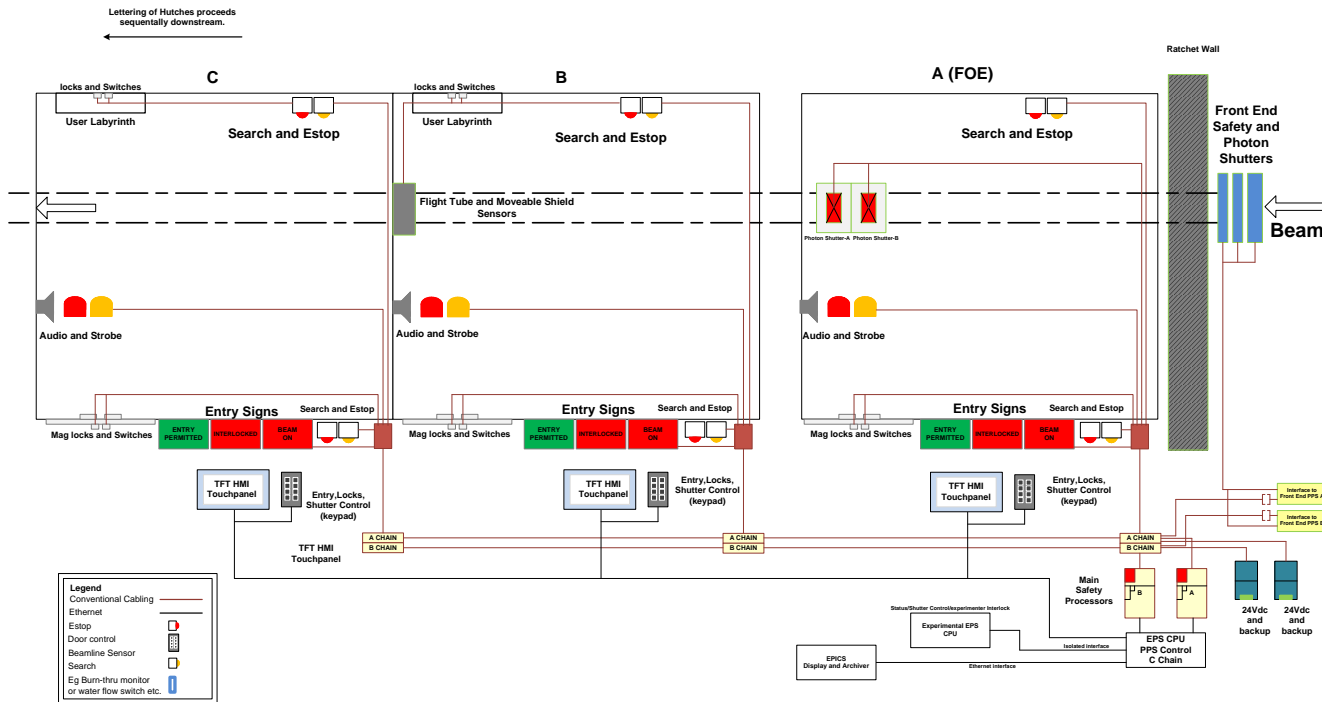 Lettering of Hutches proceeds
sequentally downstream.
C
B
A (FOE)
Ratchet Wall
locks and Switches
User Labyrinth
Search and Estop
locks and Switches
User Labyrinth
Search and Estop
Search and Estop
Front End
Safety and
Photon
Shutters
Flight Tube and Moveable Shield
Sensors
Photon Shutter-A
Photon Shutter-B
Beam
Audio and Strobe
Audio and Strobe
Audio and Strobe
Entry Signs
Search and Estop
Mag locks and Switches
ENTRY
PERMITTED
INTERLOCKED
BEAM
ON
Entry Signs
Search and Estop
Mag locks and Switches
ENTRY
PERMITTED
INTERLOCKED
BEAM
ON
Entry Signs
Search and Estop
Mag locks and Switches
ENTRY
PERMITTED
INTERLOCKED
BEAM
ON
TFT HMI
Touchpanel
Entry,Locks,
Shutter Control
(keypad)
TFT HMI
Touchpanel
Entry,Locks,
Shutter Control
(keypad)
TFT HMI
Touchpanel
Entry,Locks,
Shutter Control
(keypad)
Interface to
Front End PPS A
Interface to
TFT HMI
Touchpanel
A CHAIN
B CHAIN
A CHAIN
B CHAIN
A CHAIN
B CHAIN
Main
Safety
Processors
B
A
24Vdc
and
backup
24Vdc
and
backup
Status/Shutter Control/experimenter Interlock
Experimental EPS
CPU
Isolated interface
EPS CPU
PPS Control
C Chain
EPICS
Display and Archiver
Ethernet interface
Legend
Conventional Cabling
Ethernet
Estop
Door control
Beamline Sensor
Search
Eg Burn-thru monitor
or water flow switch etc.